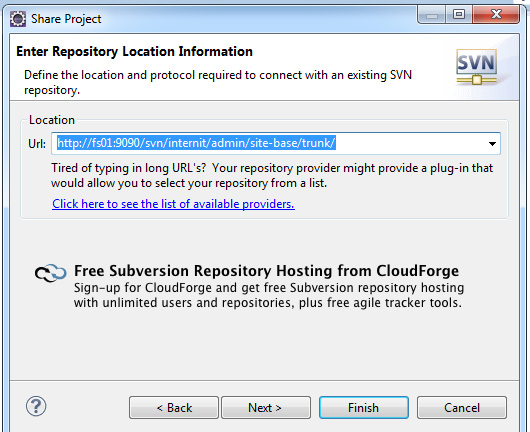 Share Project
Enter Repository Location Information
Define the location and protocol required to connect with an existing SVN
repository.
SVN
Location
Url: http://fs01:9090/svn/internit/admin/site-base/trunk/
Tired of typing in long URL's? Your repository provider might provide a plug-in that
would allow you to select your repository from a list.
Click here to see the list of available providers.
Free Subversion Repository Hosting from CloudForge
Sign-up for CloudForge and get free Subversion repository hosting
with unlimited users and repositories, plus free agile tracker tools.
? < Back Next > Finish Cancel